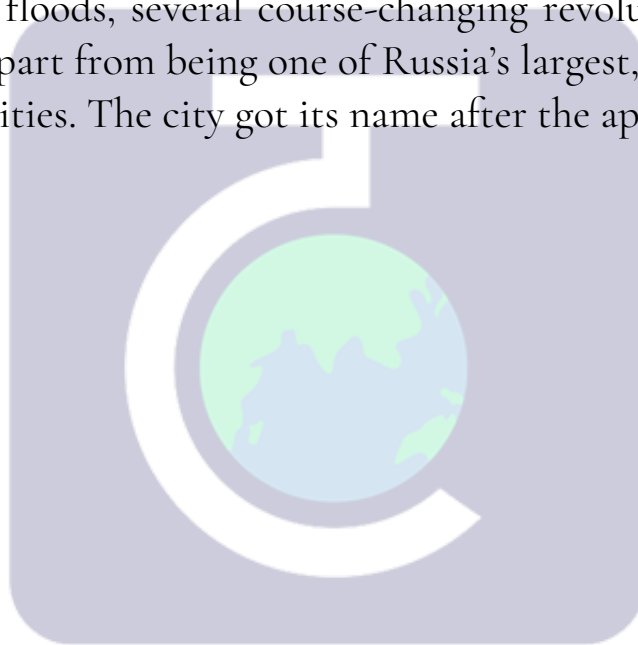 floods, several course-changing revolu
part from being one of Russia’s largest,
ities. The city got its name after the ap